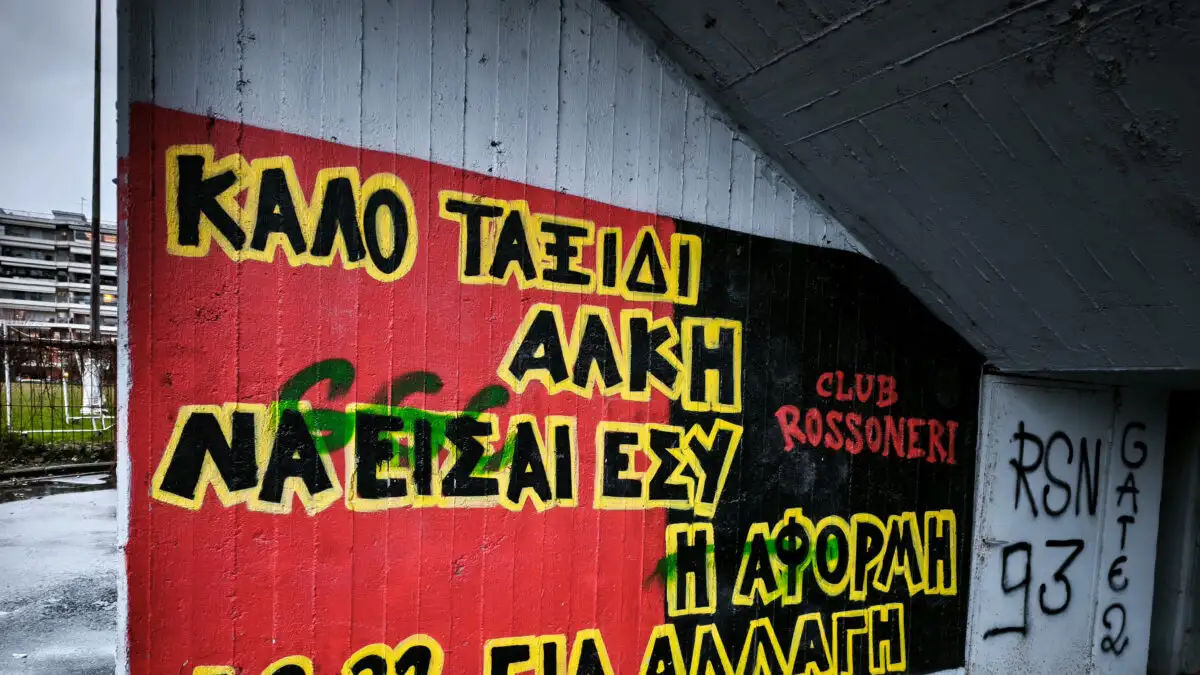 ΚΑΛΟ ΤΑΞΙΔΙ
ΑΛΚΗ
ΝΑ ΕΙΣΑΙ ΕΣΥ
Η ΑΦΟΡΜΗ
ΓΙΑ ΑΛΛΑΓΗ
CLUB
ROSSONERI
RSN
93
GATE 2